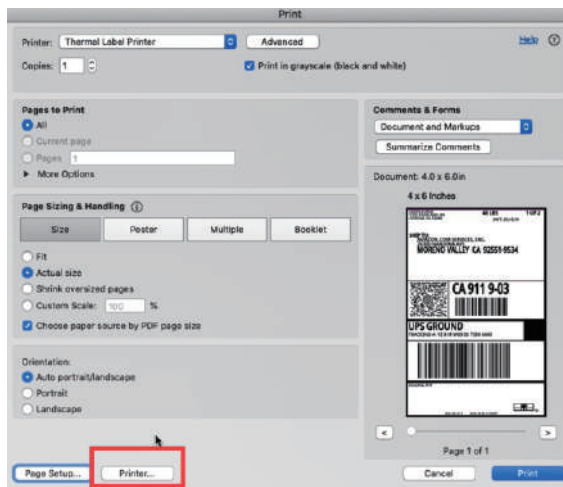 Print
Printer: Thermal Label Printer Advanced Help
Copies: 1 Print in grayscale (black and white)
Pages to Print
All
Current page
Pages 1
More Options
Page Sizing & Handling
Size Poster Multiple Booklet
Fit
Actual size
Shrink oversized pages
Custom Scale: 100 %
Choose paper source by PDF page size
Orientation:
Auto portrait/landscape
Portrait
Landscape
Comments & Forms
Document and Markups
Summarize Comments
Document: 4.0 x 6.0in
4 x 6 Inches
1 OF 2
MORENO VALLEY CA 92551-9534
CA 911 9-03
UPS GROUND
< >
Page 1 of 1
Page Setup... Printer... Cancel Print